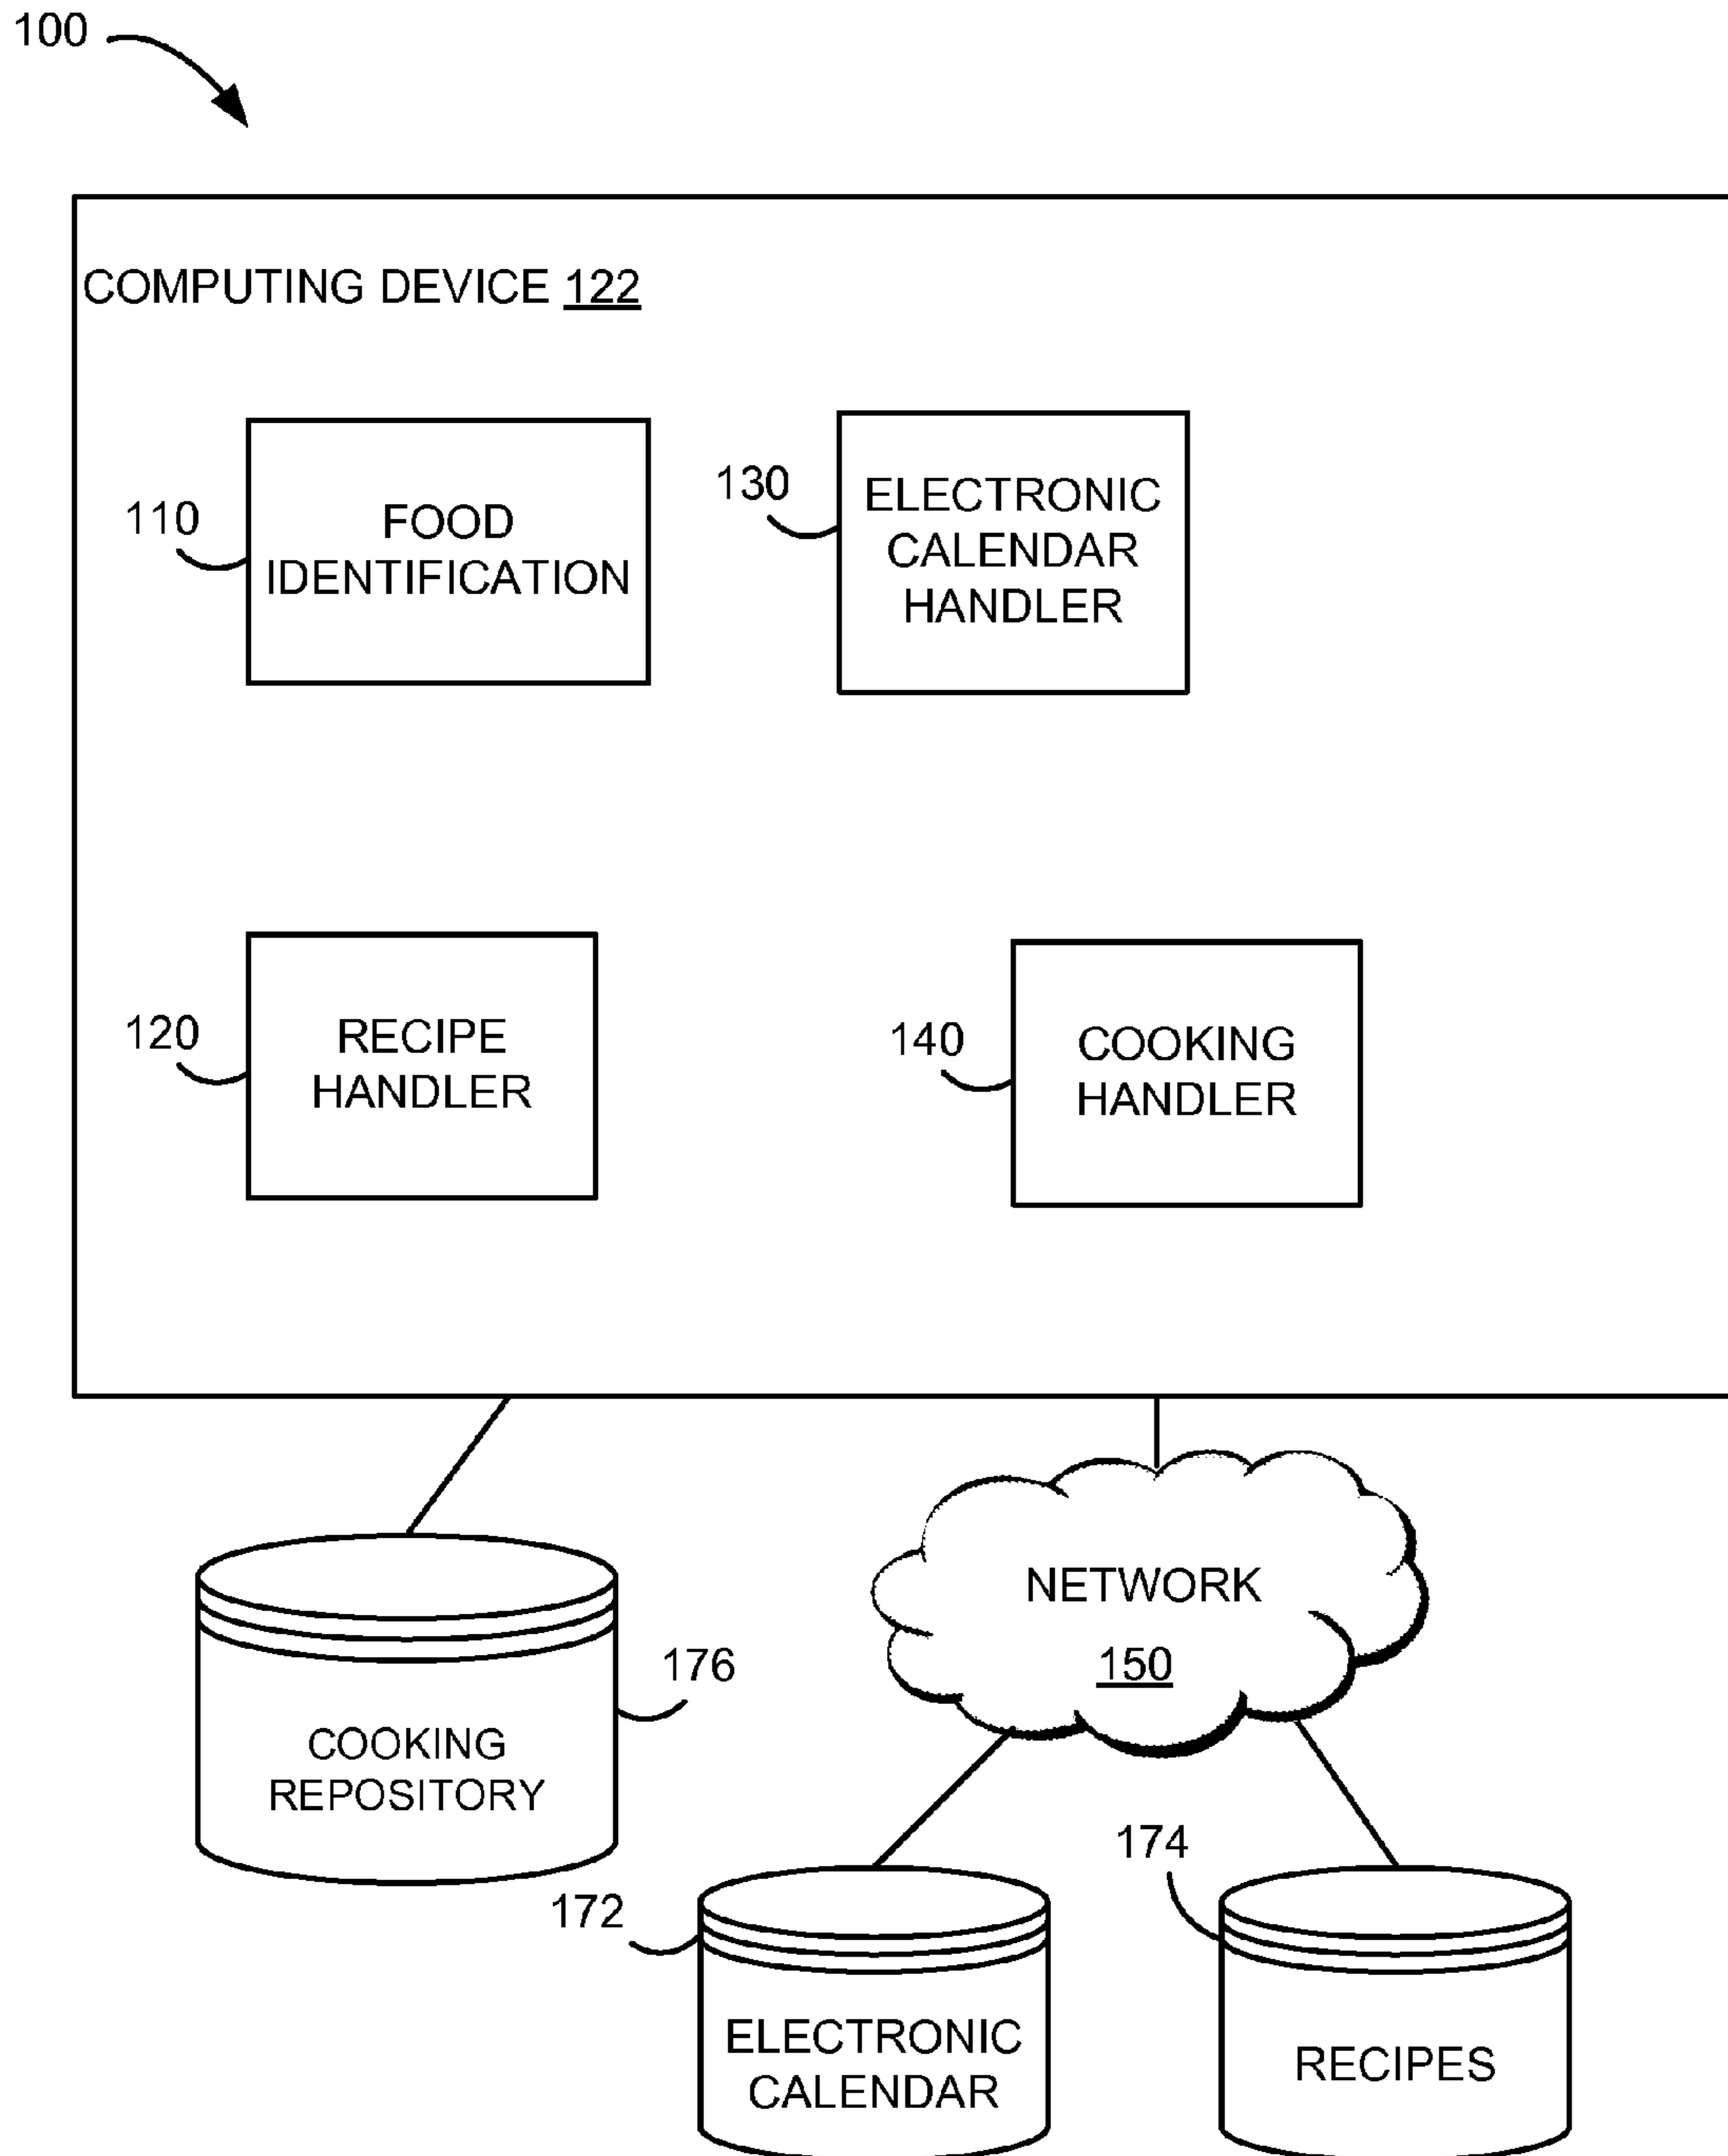 100
COMPUTING DEVICE 122
110
FOOD
IDENTIFICATION
130
ELECTRONIC
CALENDAR
HANDLER
120
RECIPE
HANDLER
140
COOKING
HANDLER
NETWORK
150
176
COOKING
REPOSITORY
172
ELECTRONIC
CALENDAR
174
RECIPES